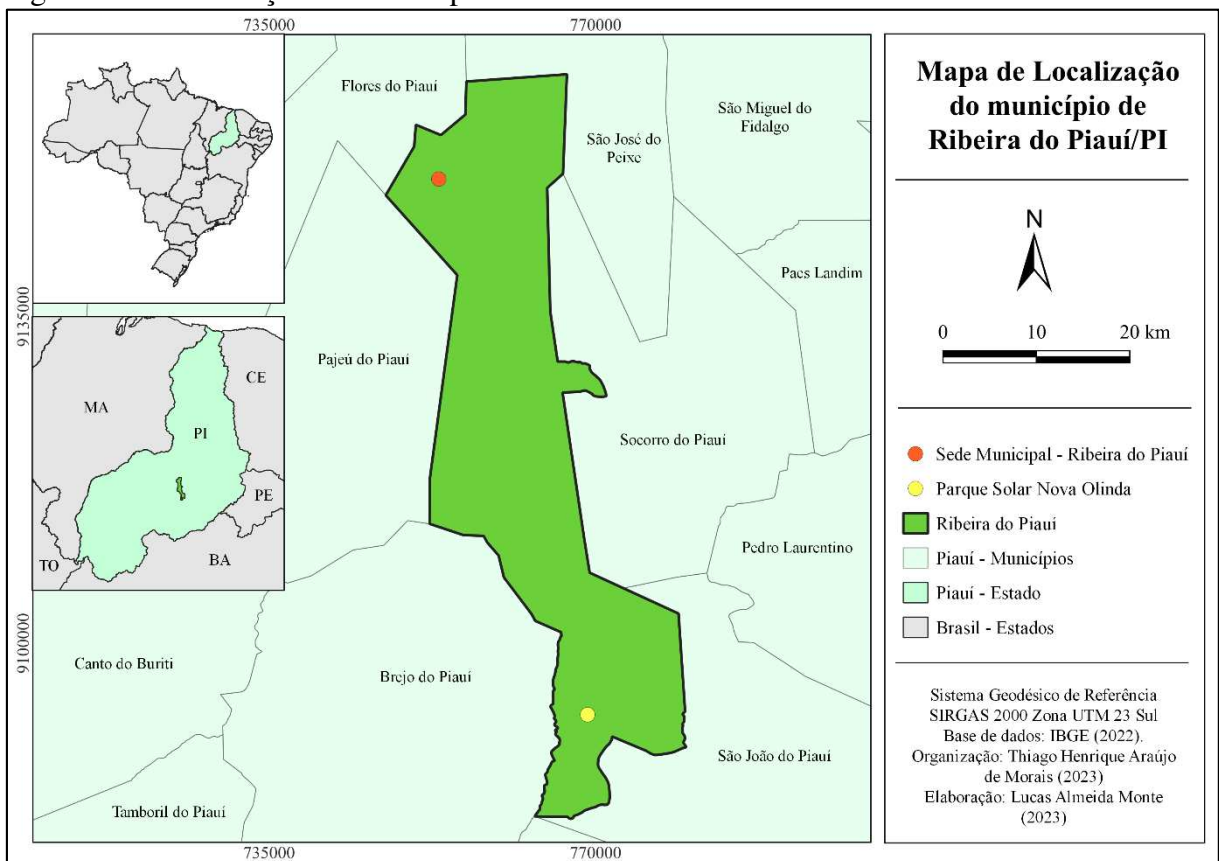 735000
770000
Mapa de Localização
do município de
Ribeira do Piauí/PI
N
0 10 20 km
Sede Municipal - Ribeira do Piauí
Parque Solar Nova Olinda
Ribeira do Piauí
Piauí - Municípios
Piauí - Estado
Brasil - Estados
Sistema Geodésico de Referência
SIRGAS 2000 Zona UTM 23 Sul
Base de dados: IBGE (2022).
Organização: Thiago Henrique Araújo
de Morais (2023)
Elaboração: Lucas Almeida Monte
(2023)
Flores do Piauí
São José do
Peixe
São Miguel do
Fidalgo
Paes Landim
Pajeú do Piauí
Socorro do Piauí
Pedro Laurentino
Canto do Buriti
Brejo do Piauí
São João do Piauí
Tamboril do Piauí
MA
CE
PI
PE
TO
BA
9135000
9100000
735000
770000